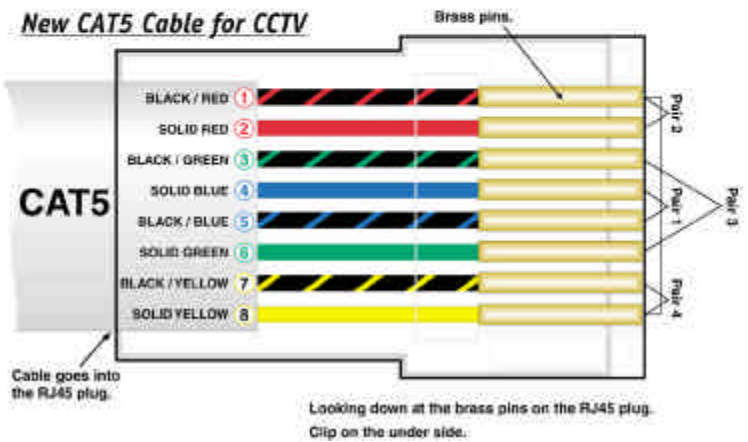 New CAT5 Cable for CCTV
Brass pins.
BLACK / RED 1
SOLID RED 2
BLACK / GREEN 3
SOLID BLUE 4
BLACK / BLUE 5
SOLID GREEN 6
BLACK / YELLOW 7
SOLID YELLOW 8
CAT5
Pair 2
Pair 1
Pair 3
Pair 4
Cable goes into
the RJ45 plug.
Looking down at the brass pins on the RJ45 plug.
Clip on the under side.